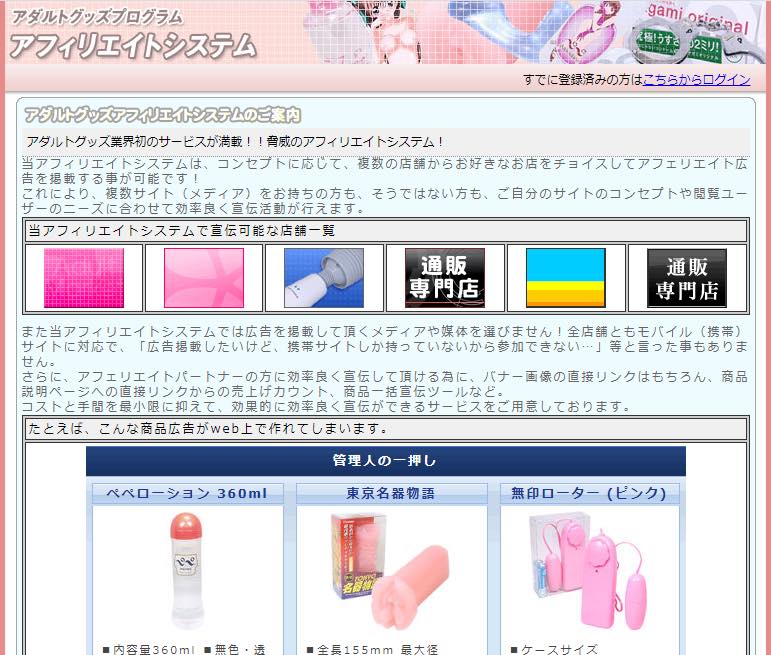 アダルトグッズプログラム
アフィリエイトシステム
gami original
究極!うすさ
02ミリ!
すでに登録済みの方はこちらからログイン
アダルトグッズアフィリエイトシステムのご案内
アダルトグッズ業界初のサービスが満載！！脅威のアフィリエイトシステム！
当アフィリエイトシステムは、コンセプトに応じて、複数の店舗からお好きなお店をチョイスしてアフェリエイト広
告を掲載する事が可能です！
これにより、複数サイト（メディア）をお持ちの方も、そうではない方も、ご自分のサイトのコンセプトや閲覧ユー
ザーのニーズに合わせて効率良く宣伝活動が行えます。
当アフィリエイトシステムで宣伝可能な店舗一覧
通販
専門店
通販
専門店
また当アフィリエイトシステムでは広告を掲載して頂くメディアや媒体を選びません！全店舗ともモバイル（携帯）
サイトに対応で、「広告掲載したいけど、携帯サイトしか持っていないから参加できない…」等と言った事もありま
せん。
さらに、アフェリエイトパートナーの方に効率良く宣伝して頂ける為に、バナー画像の直接リンクはもちろん、商品
説明ページへの直接リンクからの売上げカウント、商品一括宣伝ツールなど。
コストと手間を最小限に抑えて、効果的に効率良く宣伝ができるサービスをご用意しております。
たとえば、こんな商品広告がweb上で作れてしまいます。
管理人の一押し
ペペローション 360ml
東京名器物語
無印ローター (ピンク)
ペペ
TOKYO
名器物語
■内容量360ml ■無色・透
■全長155mm 最大径
■ケースサイズ